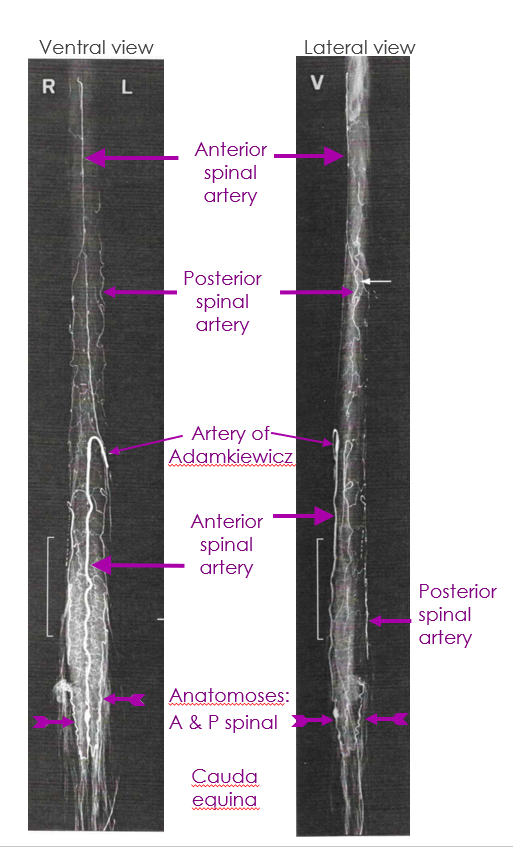 Ventral view
Lateral view
R
L
V
Anterior
spinal
artery
Posterior
spinal
artery
Artery of
Adamkiewicz
Anterior
spinal
artery
Posterior
spinal
artery
Anatomoses:
A & P spinal
Cauda
equina